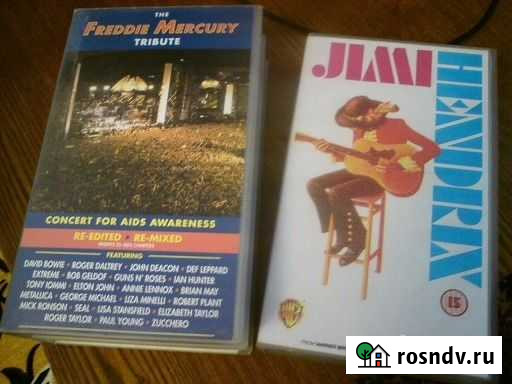 THE
FREDDIE MERCURY
TRIBUTE
CONCERT FOR AIDS AWARENESS
RE-EDITED • RE-MIXED
FEATURING
DAVID BOWIE • ROGER DALTREY • JOHN DEACON • DEF LEPPARD
EXTREME • BOB GELDOF • GUNS N' ROSES • IAN HUNTER
TONY IOMMI • ELTON JOHN • ANNIE LENNOX • BRIAN MAY
METALLICA • GEORGE MICHAEL • LIZA MINELLI • ROBERT PLANT
MICK RONSON • SEAL • LISA STANSFIELD • ELIZABETH TAYLOR
ROGER TAYLOR • PAUL YOUNG • ZUCCHERO
JIMI
HENDRIX
15
WB
FROM WARNER
rosndv.ru